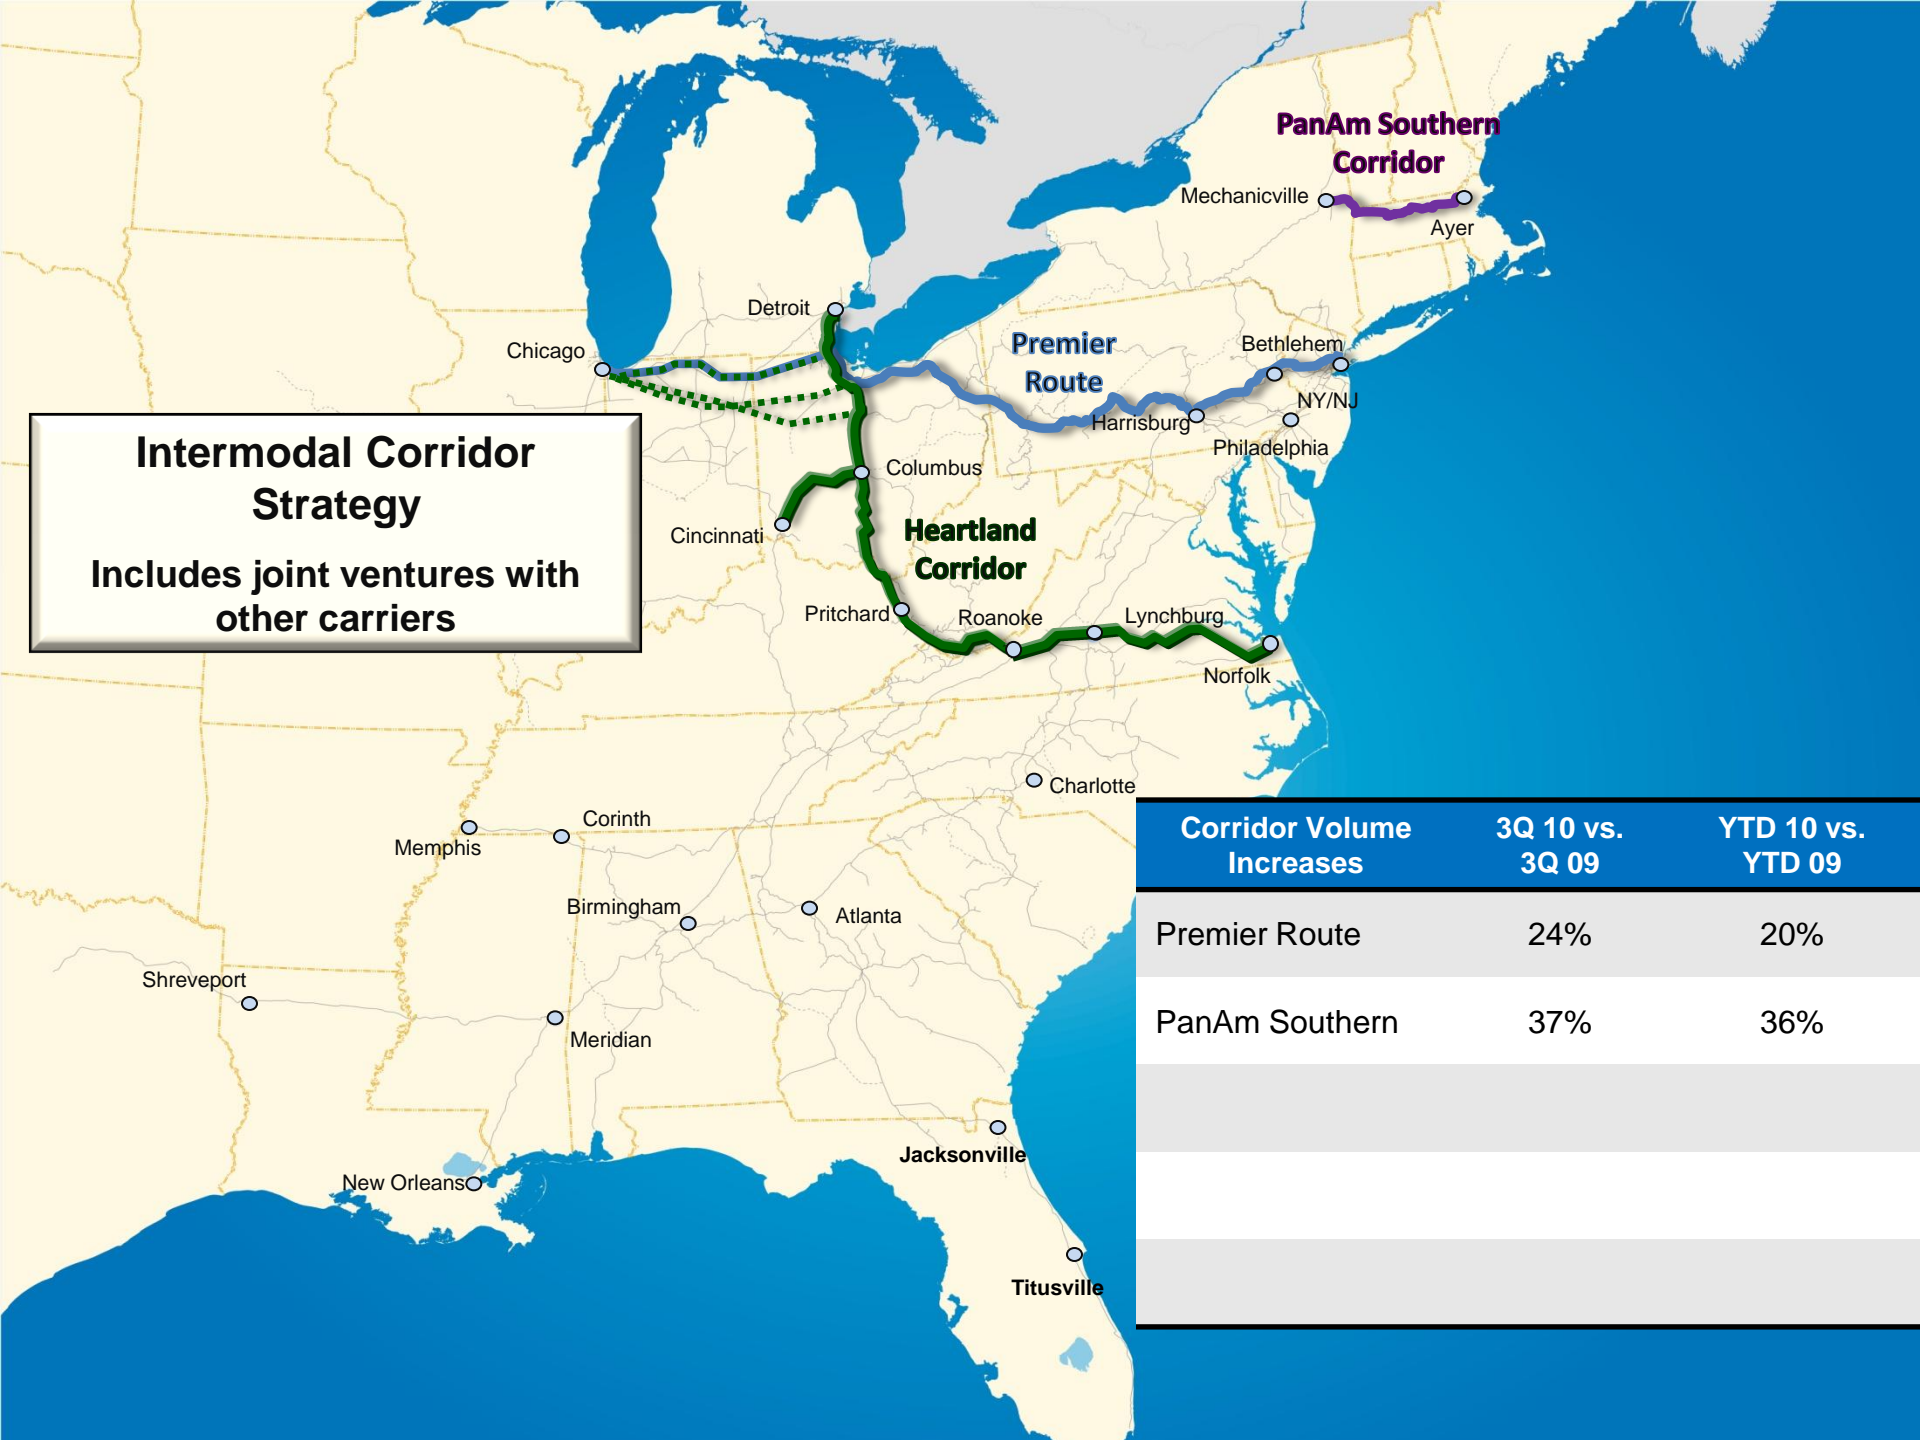 PanAm Southern
Corridor
Mechanicville
Ayer
Detroit
Chicago
Premier
Route
Bethlehem
NY/NJ
Harrisburg
Philadelphia
Intermodal Corridor
Strategy
Includes joint ventures with
other carriers
Columbus
Cincinnati
Heartland
Corridor
Pritchard
Roanoke
Lynchburg
Norfolk
Charlotte
Corinth
Memphis
Birmingham
Atlanta
Shreveport
Meridian
Jacksonville
New Orleans
Titusville
Corridor Volume
Increases
3Q 10 vs.
3Q 09
YTD 10 vs.
YTD 09
Premier Route 24% 20%
PanAm Southern 37% 36%